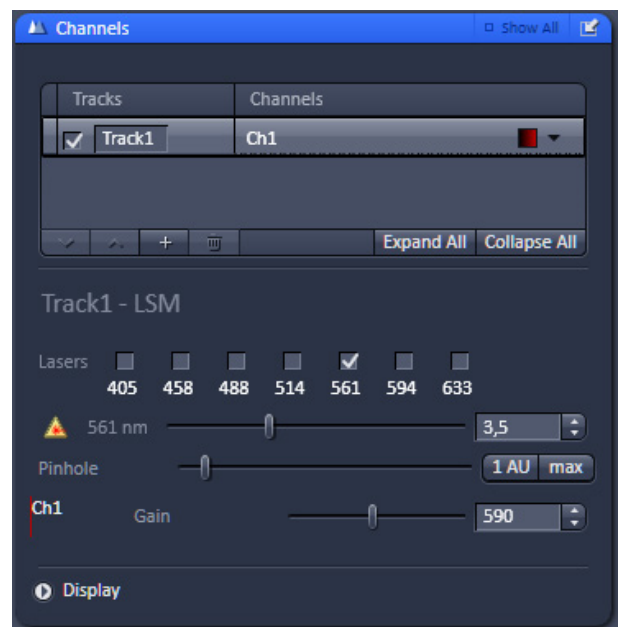 Channels Show All
Tracks Channels
Track1 Ch1
Expand All Collapse All
Track1 - LSM
Lasers
405 458 488 514 561 594 633
561 nm 3,5
Pinhole 1 AU max
Ch1 Gain 590
Display